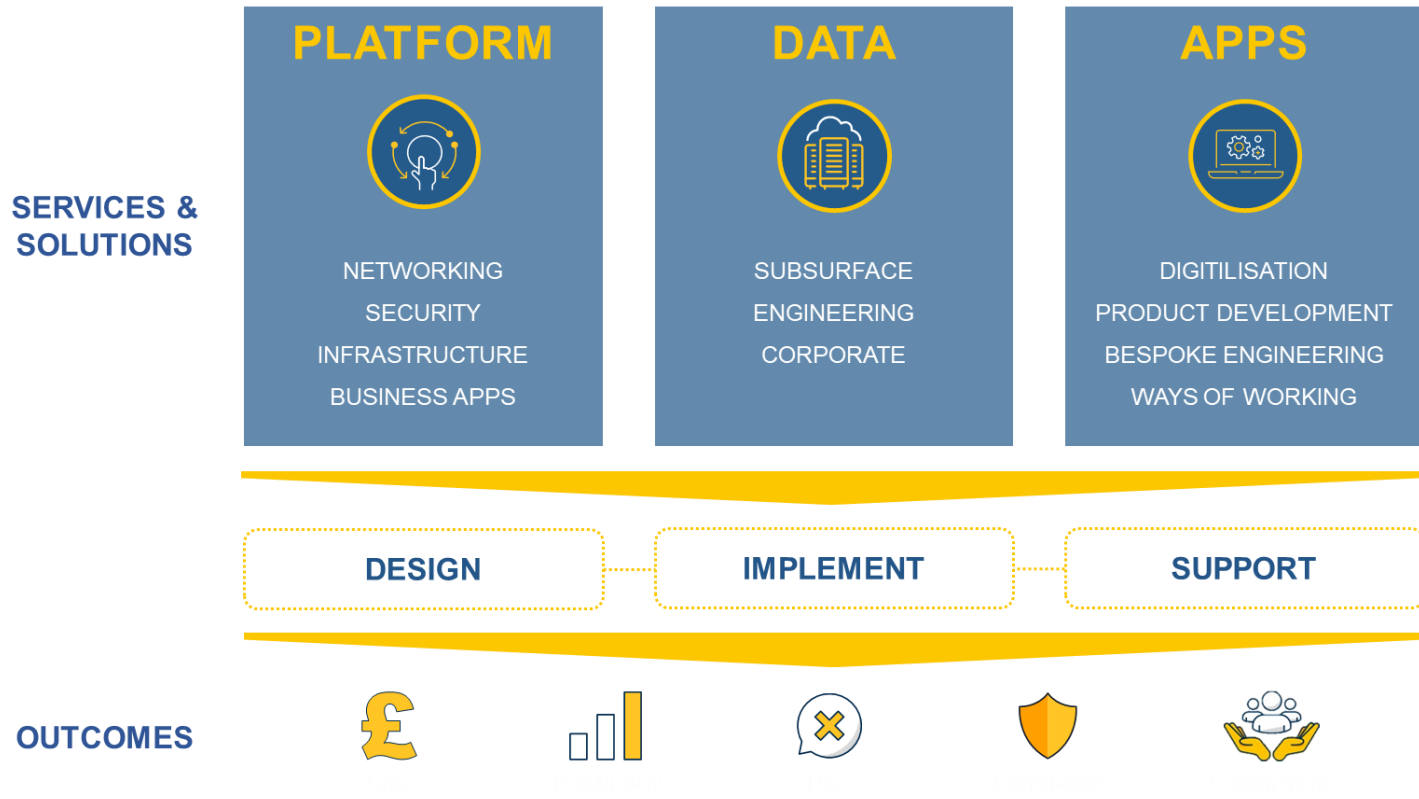 PLATFORM
NETWORKING
SECURITY
INFRASTRUCTURE
BUSINESS APPS
DATA
SUBSURFACE
ENGINEERING
CORPORATE
APPS
DIGITILISATION
PRODUCT DEVELOPMENT
BESPOKE ENGINEERING
WAYS OF WORKING
SERVICES &
SOLUTIONS
DESIGN
IMPLEMENT
SUPPORT
OUTCOMES
£